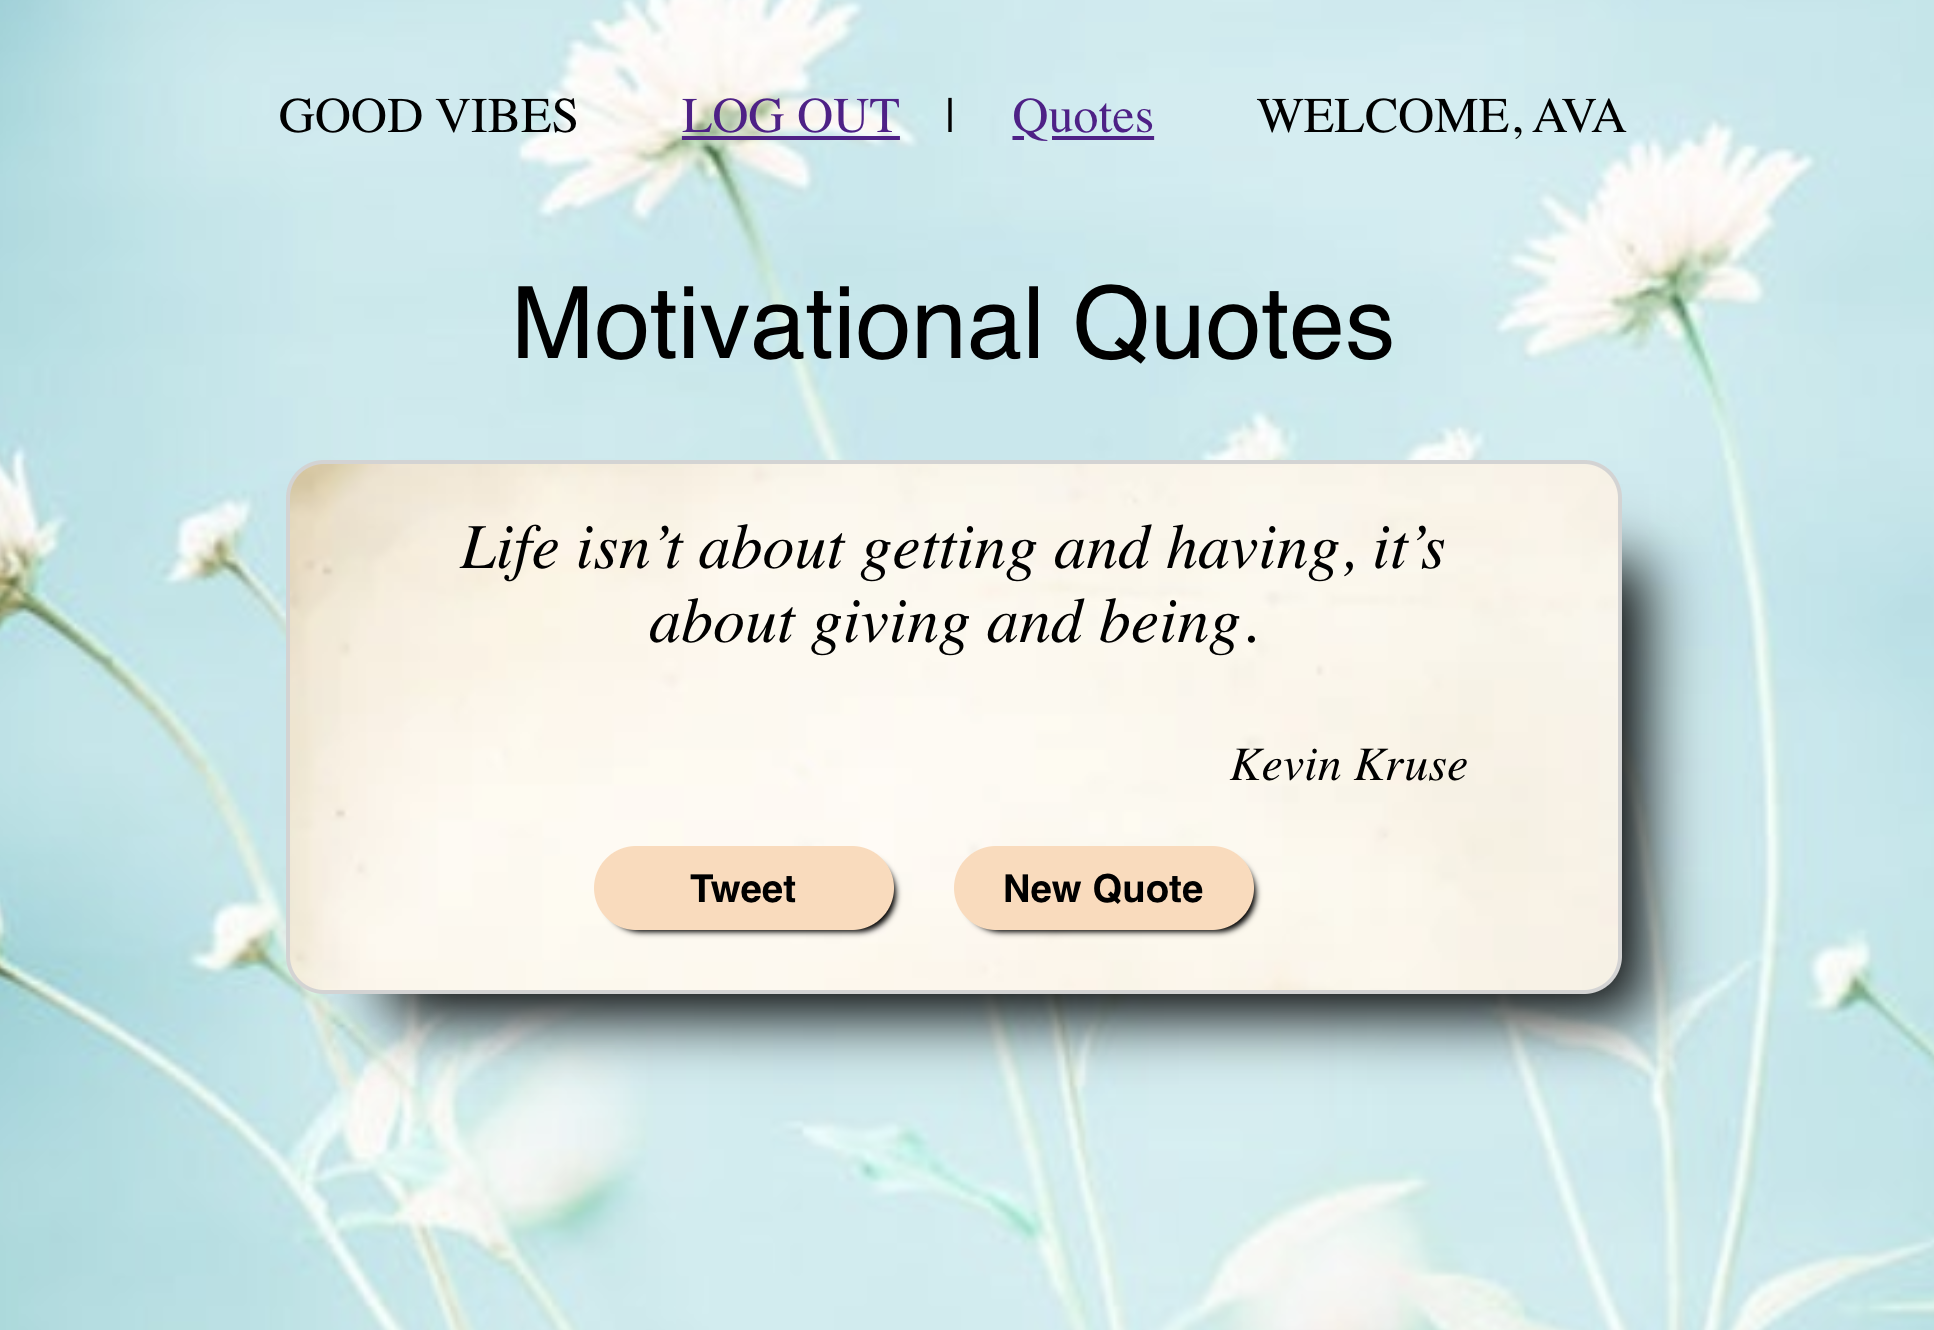 GOOD VIBES LOG OUT | Quotes WELCOME, AVA
Motivational Quotes
Life isn’t about getting and having, it’s
about giving and being.
Kevin Kruse
Tweet New Quote